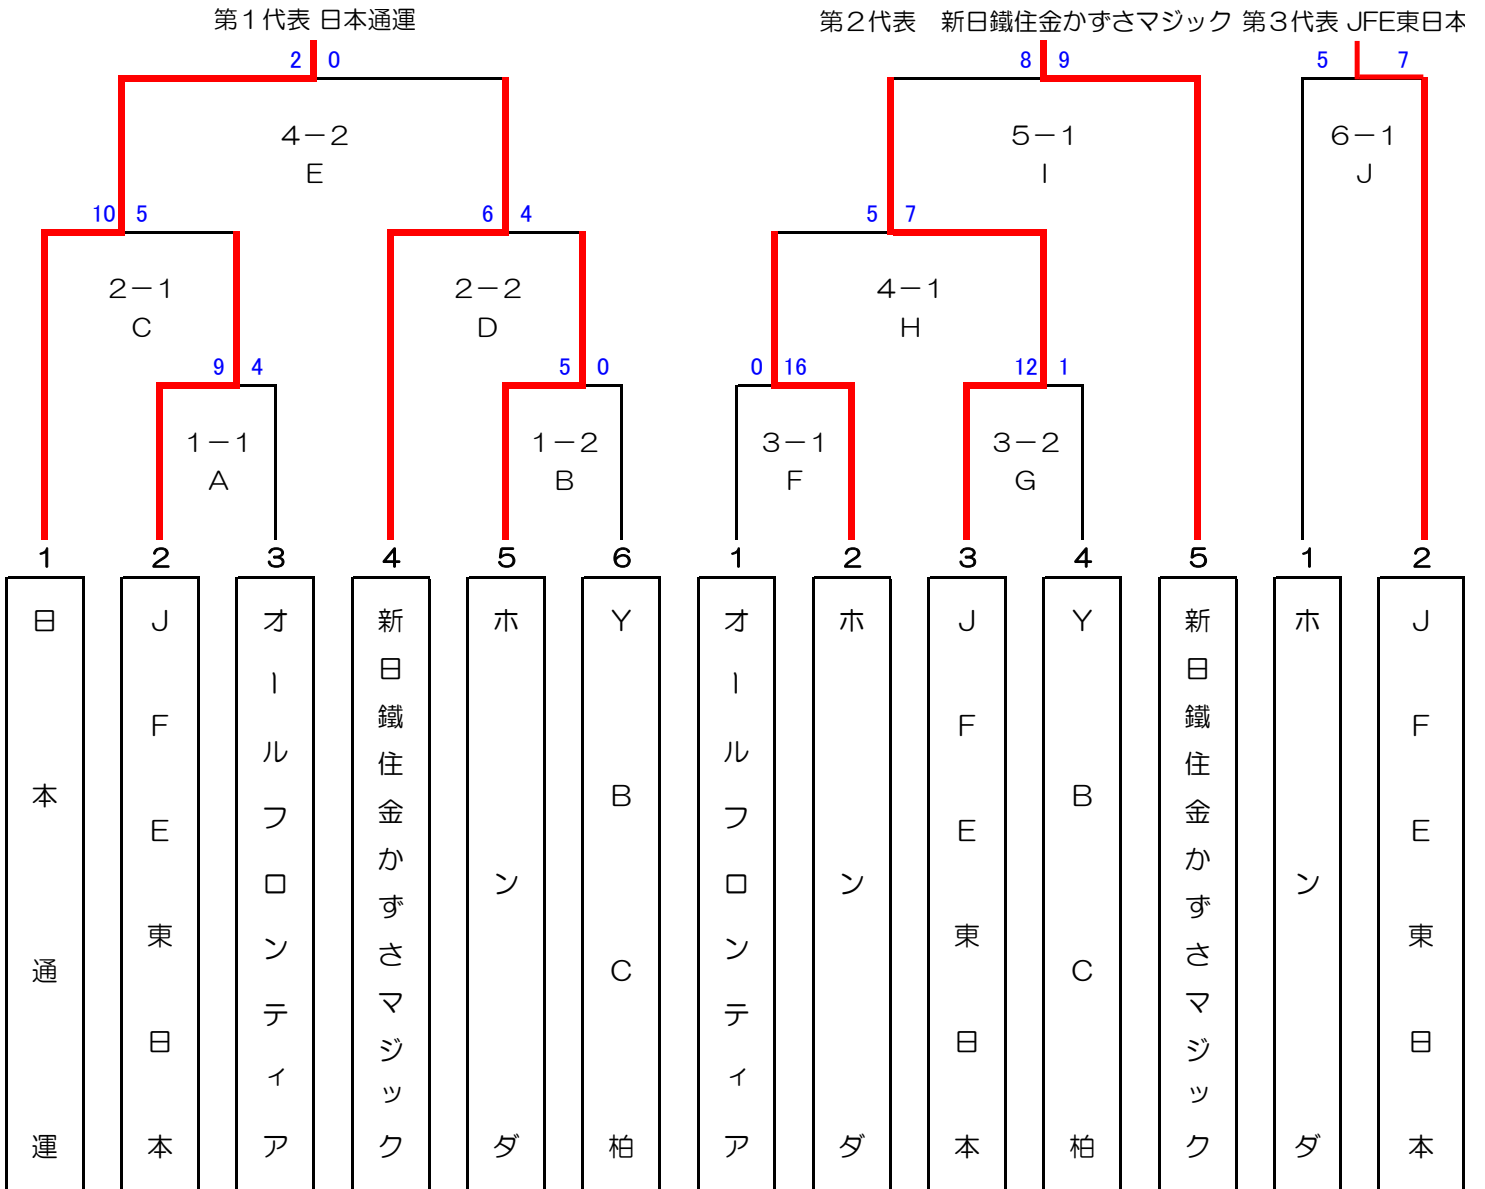 第１代表 日本通運
第２代表　新日鐵住金かずさマジック 第３代表 JFE東日本
2 0
8 9
5 7
４－２
E
５－１
I
６－１
J
10 5
6 4
5 7
２－１
C
２－２
D
４－１
H
9 4
5 0
0 16
12 1
１－１
A
１－２
B
３－１
F
３－２
G
1 2 3 4 5 6 1 2 3 4 5 1 2
日本通運
ＪＦＥ東日本
オールフロンティア
新日鐵住金かずさマジック
ホンダ
ＹＢＣ柏
オールフロンティア
ホンダ
ＪＦＥ東日本
ＹＢＣ柏
新日鐵住金かずさマジック
ホンダ
ＪＦＥ東日本